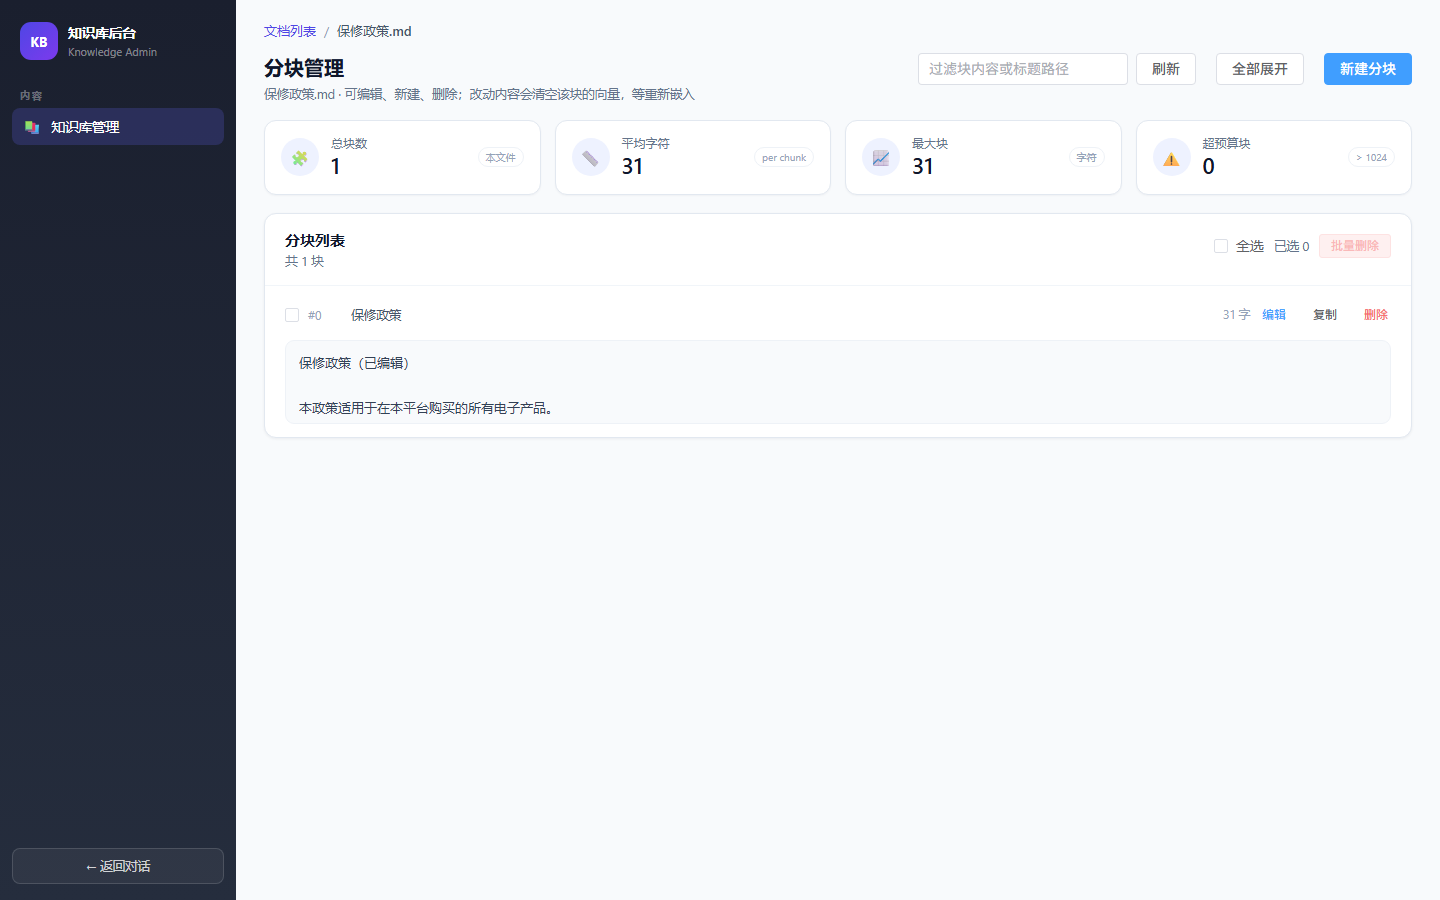 KB
知识库后台
Knowledge Admin
内容
知识库管理
← 返回对话
文档列表 / 保修政策.md
分块管理
保修政策.md · 可编辑、新建、删除；改动内容会清空该块的向量，等重新嵌入
过滤块内容或标题路径
刷新
全部展开
新建分块
总块数
1
本文件
平均字符
31
per chunk
最大块
31
字符
超预算块
0
> 1024
分块列表
共 1 块
全选 已选 0 批量删除
#0 保修政策
31 字 编辑 复制 删除
保修政策（已编辑）
本政策适用于在本平台购买的所有电子产品。